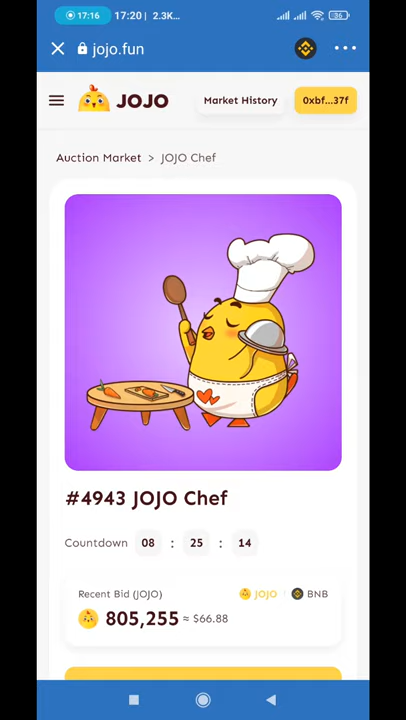 17:16 17:20 2.3K...
36
jojo.fun
JOJO Market History 0xbf...37f
Auction Market > JOJO Chef
#4943 JOJO Chef
Countdown 08 : 25 : 14
Recent Bid (JOJO) JOJO / BNB
805,255 ≈ $66.88